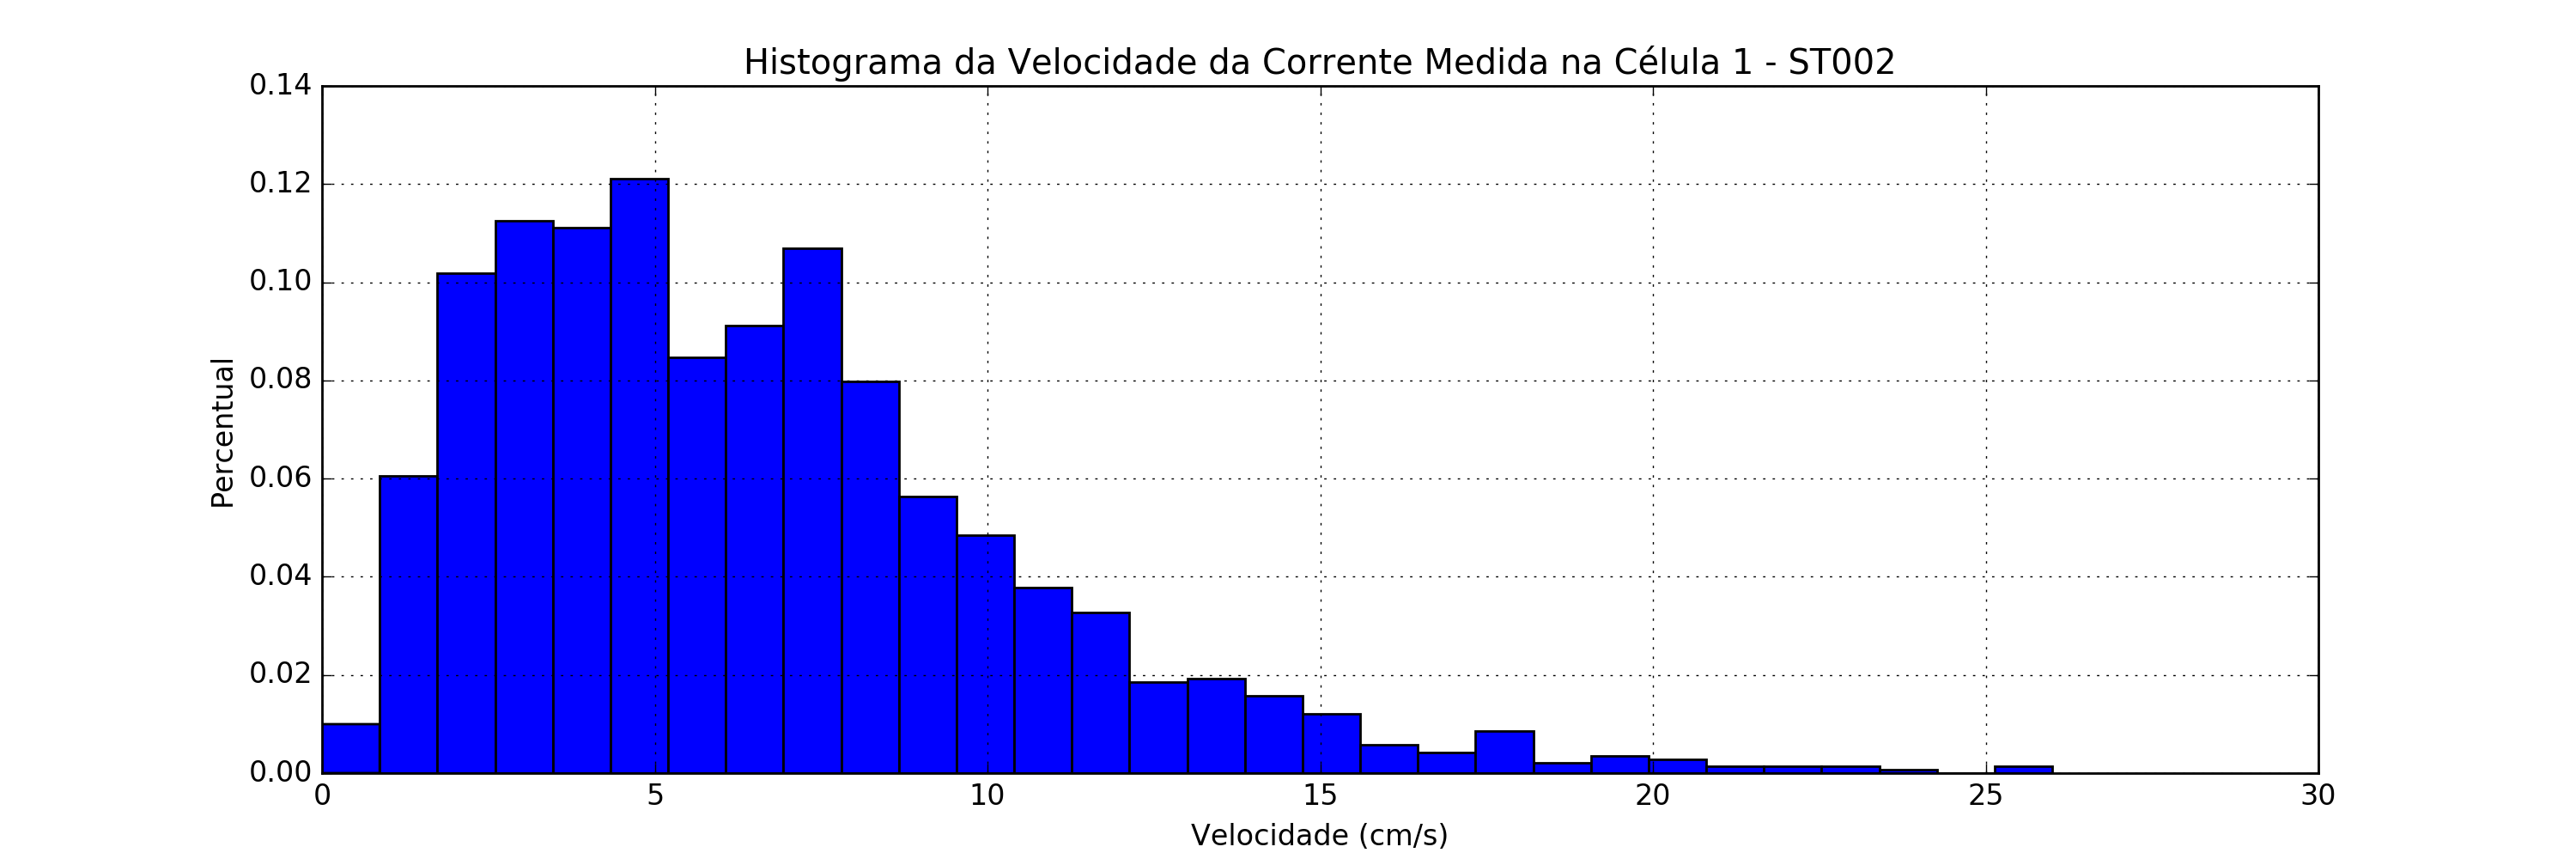 Histograma da Velocidade da Corrente Medida na Célula 1 - ST002
0.14
0.12
0.10
0.08
0.06
0.04
0.02
0.00
Percentual
0 5 10 15 20 25 30
Velocidade (cm/s)